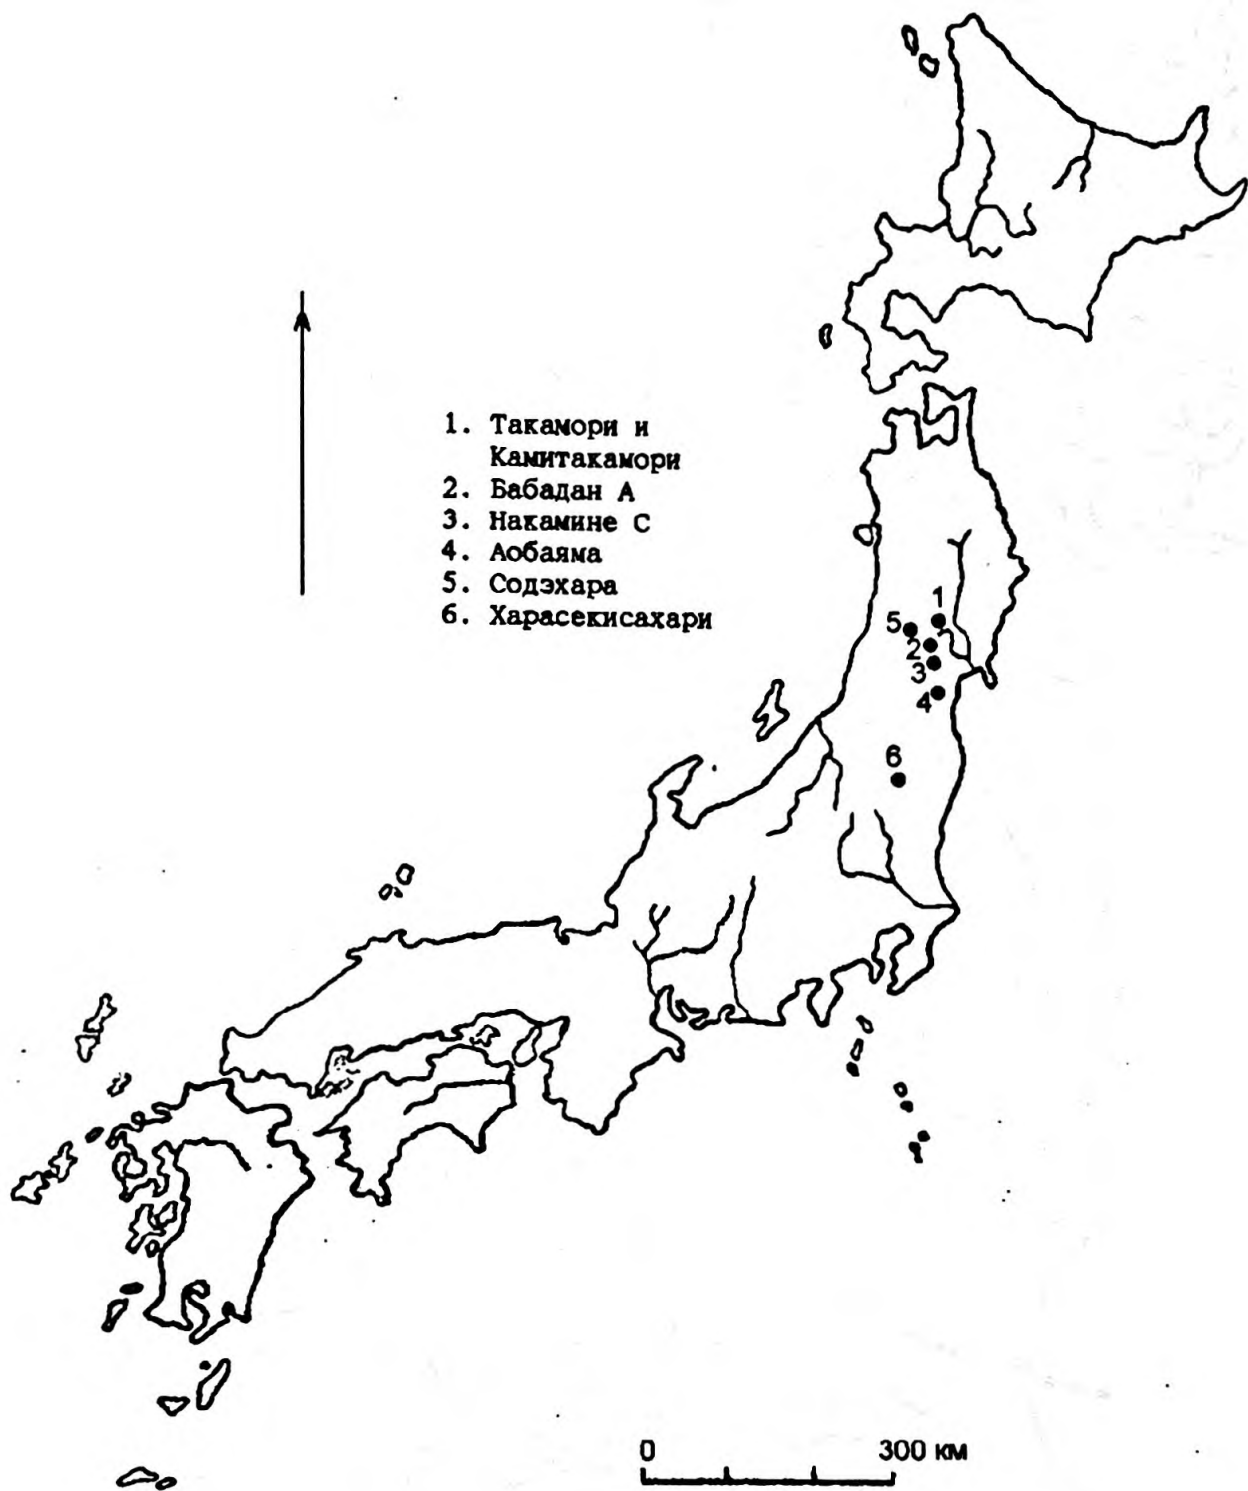 1. Такамори и
Камитакамори
2. Бабадан А
3. Накамине С
4. Аобаяма
5. Содэхара
6. Харасекисахари
1
5
2
3
4
6
0 300 км